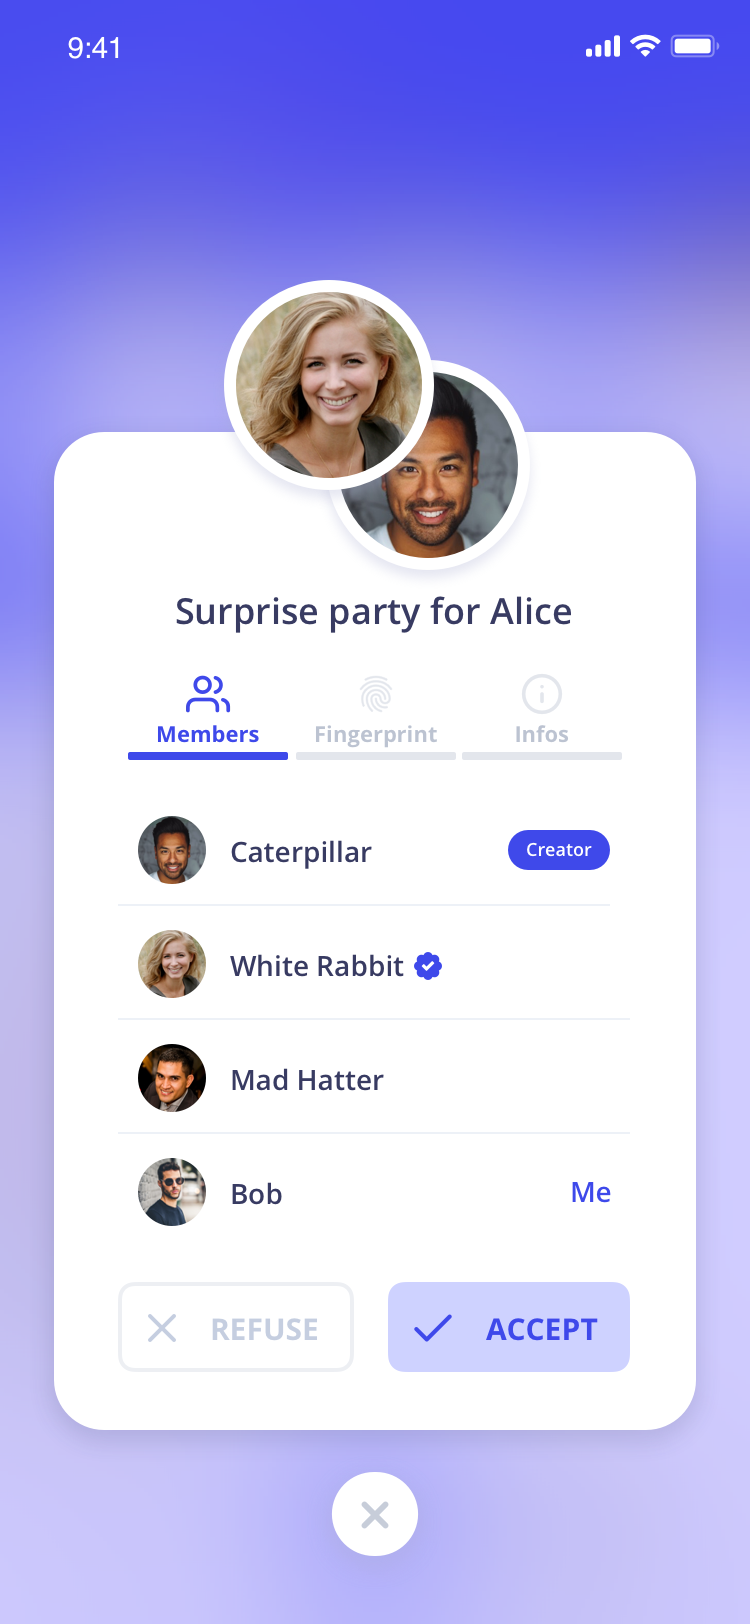 9:41
Surprise party for Alice
Members
Fingerprint
Infos
Caterpillar
Creator
White Rabbit
Mad Hatter
Bob
Me
REFUSE
ACCEPT